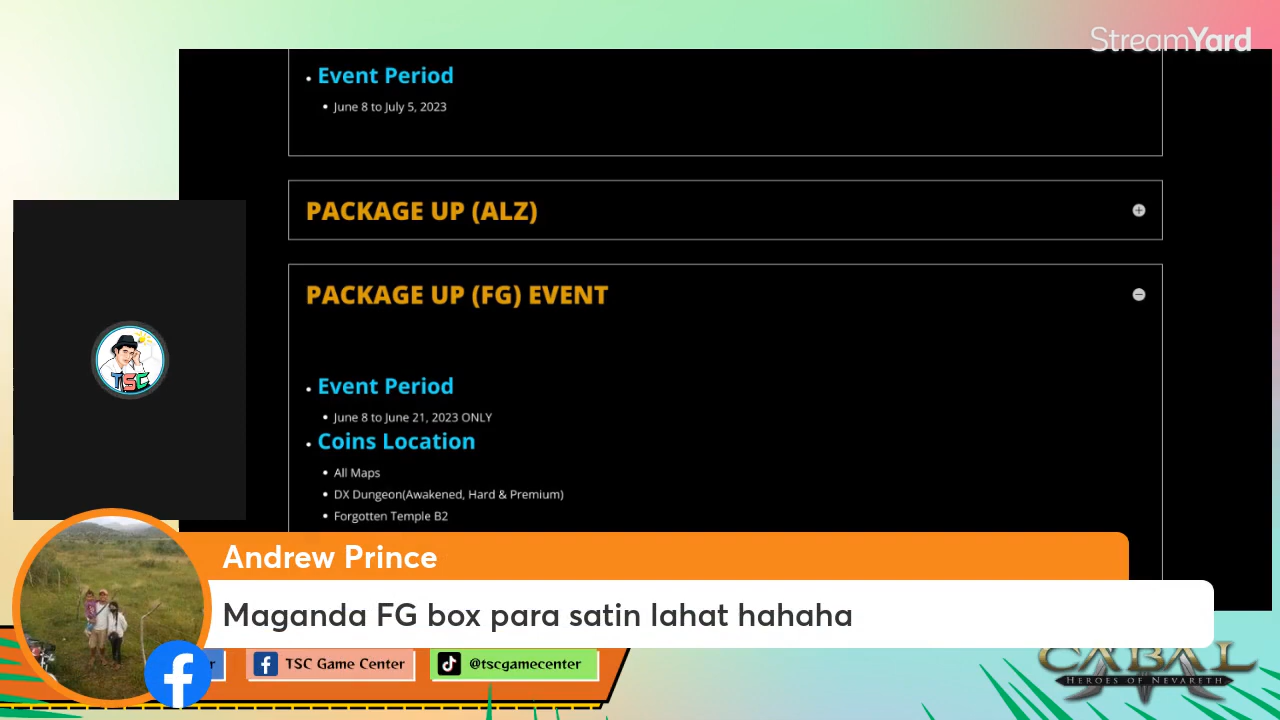 StreamYard
Event Period
June 8 to July 5, 2023
PACKAGE UP (ALZ)
PACKAGE UP (FG) EVENT
Event Period
June 8 to June 21, 2023 ONLY
Coins Location
All Maps
DX Dungeon(Awakened, Hard & Premium)
Forgotten Temple B2
TSC
Andrew Prince
Maganda FG box para satin lahat hahaha
TSC Game Center
@tscgamecenter
CABAL
HEROES OF NEVARETH